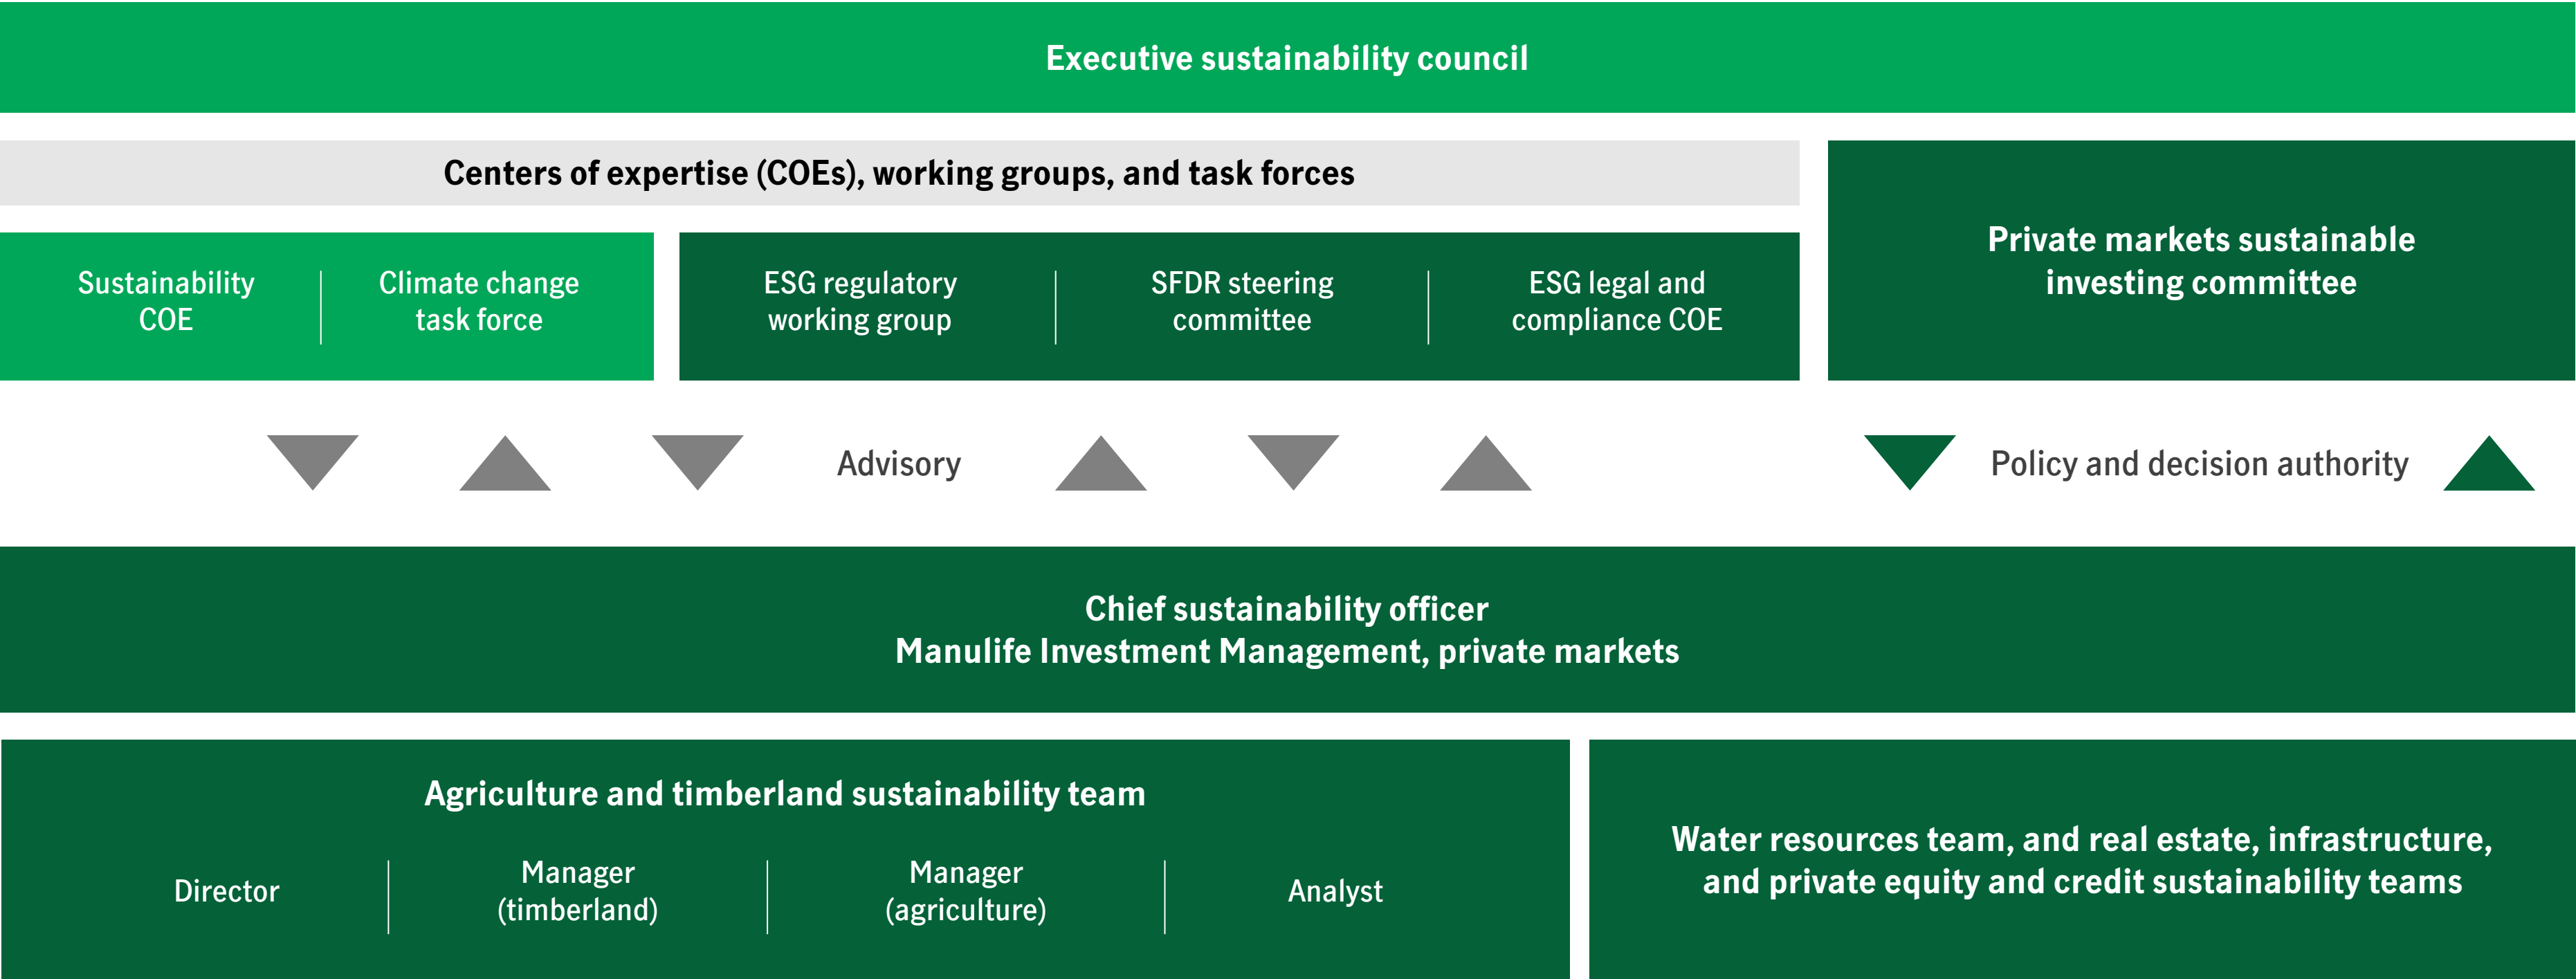 Executive sustainability council
Centers of expertise (COEs), working groups, and task forces
Sustainability
COE
Climate change
task force
ESG regulatory
working group
SFDR steering
committee
ESG legal and
compliance COE
Private markets sustainable
investing committee
Advisory
Policy and decision authority
Chief sustainability officer
Manulife Investment Management, private markets
Agriculture and timberland sustainability team
Director
Manager
(timberland)
Manager
(agriculture)
Analyst
Water resources team, and real estate, infrastructure,
and private equity and credit sustainability teams